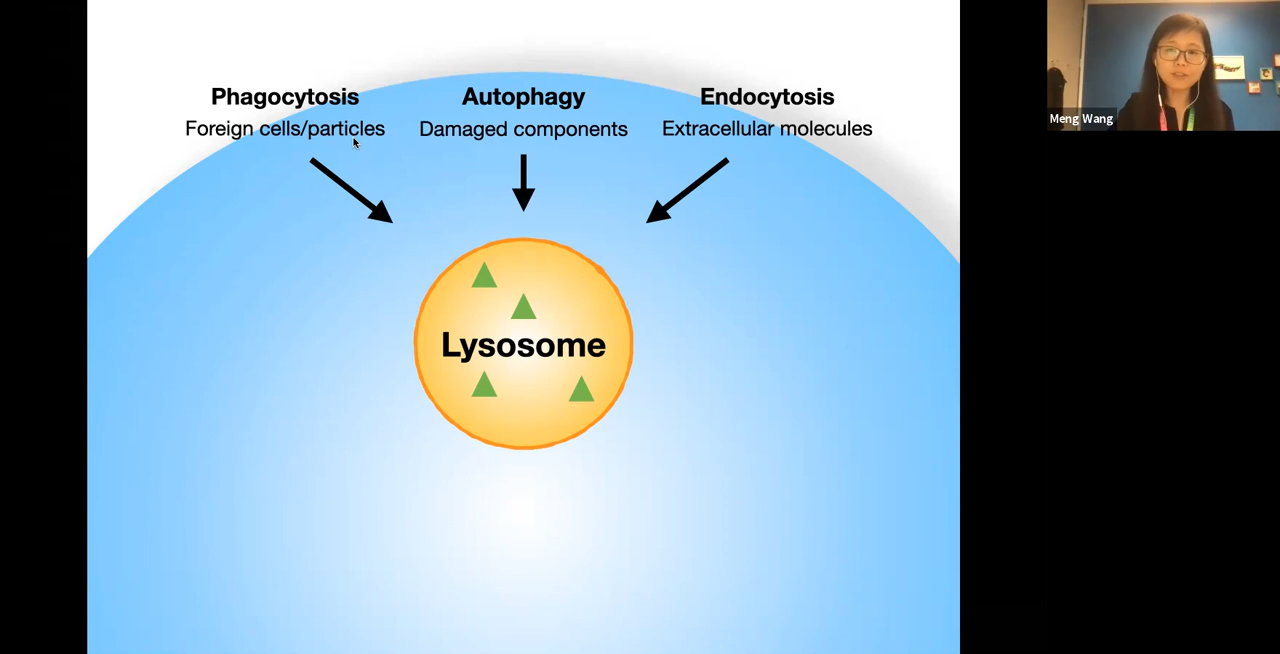 Phagocytosis
Foreign cells/particles
Autophagy
Damaged components
Endocytosis
Extracellular molecules
Lysosome
Meng Wang